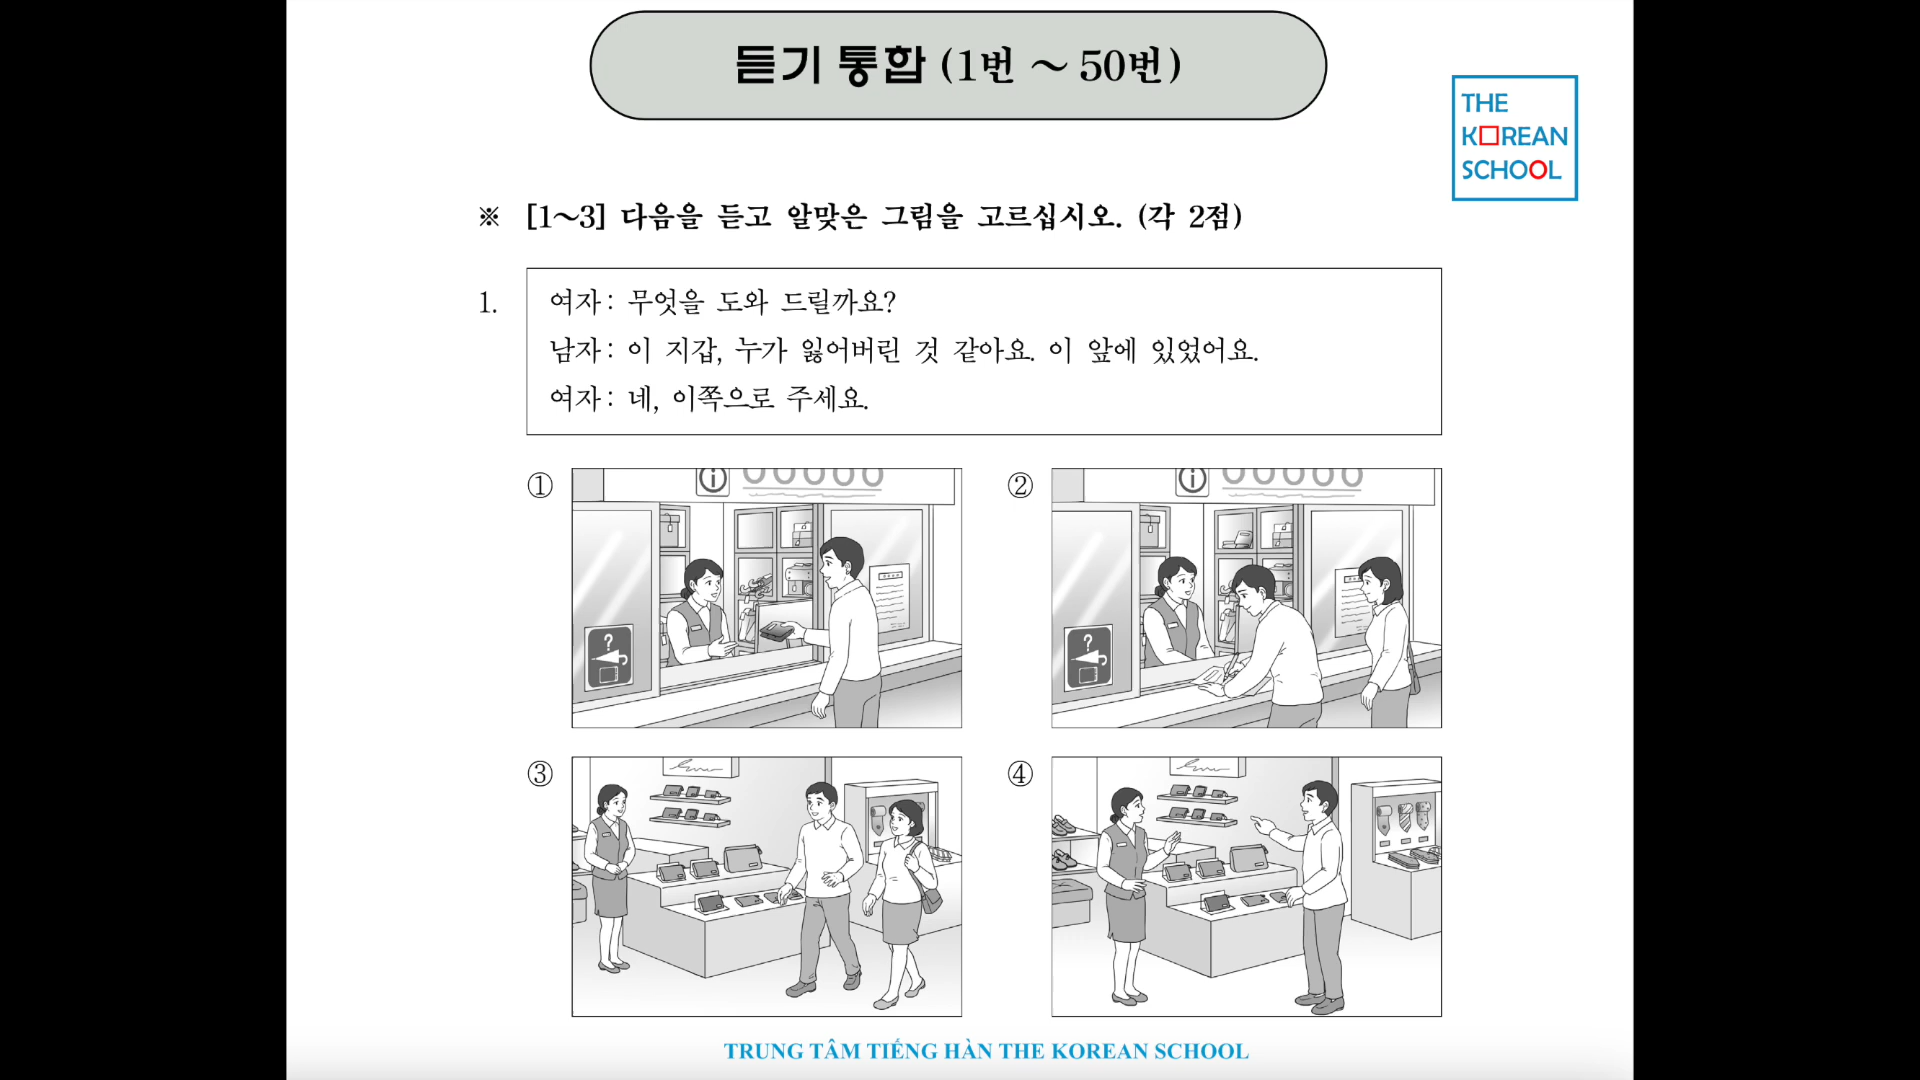 듣기 통합 (1번 ～ 50번)
THE
KOREAN
SCHOOL
※ [1～3] 다음을 듣고 알맞은 그림을 고르십시오. (각 2점)
1.
여자: 무엇을 도와 드릴까요?
남자: 이 지갑, 누가 잃어버린 것 같아요. 이 앞에 있었어요.
여자: 네, 이쪽으로 주세요.
①
②
③
④
TRUNG TÂM TIẾNG HÀN THE KOREAN SCHOOL